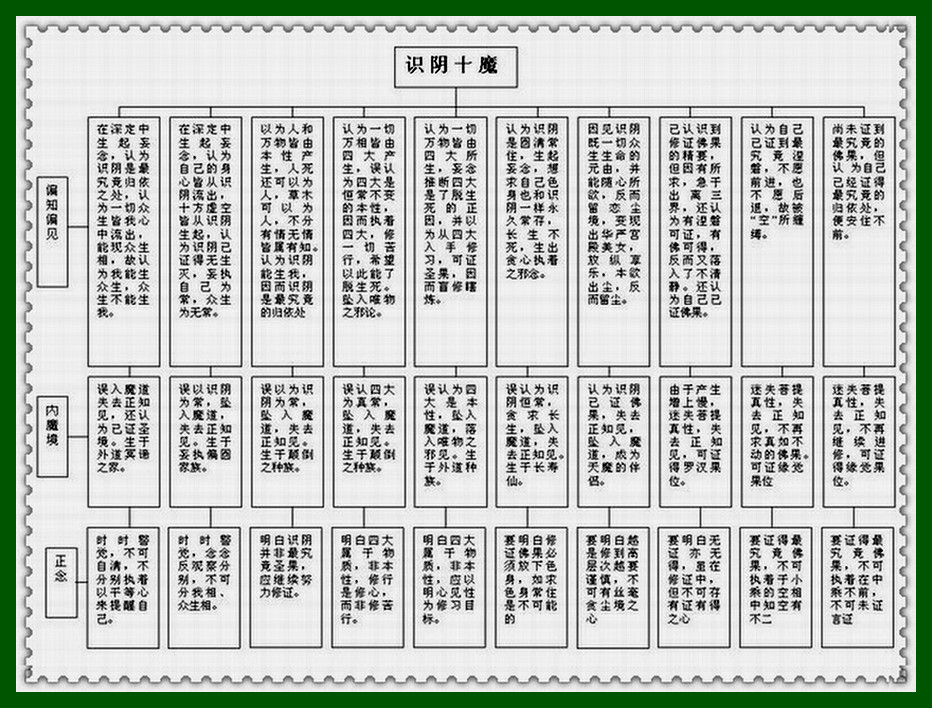 识阴十魔
偏知偏见
在深定中
生起妄
念，认为
识阴是最
究竟归依
之处，认
为一切众
生皆我心
中流出，
能现众生
相，故认
为我能生
众生，众
生不能生
我。
在深定中
生起妄
念，认为
自己的身
心皆从识
阴流出，
十方虚空
皆从识阴
生起，认
为识阴己
证得无生
灭，妄执
自己为
常，众生
为无常。
以为人和
万物皆由
本性产
生，人死
还可以为
人，草木
可以为
人，不分
有情无情
皆属有知。
认为识阴
能生我，
因而识阴
是最究竟
的归依处
认为一切
万相皆由
四大产
生，误认
四大是
恒常不变
的本性，
因而执着
四大，修
一切苦
行，希望
以此能了
脱生死。
坠入唯物
之邪论。
认为一切
万物皆由
四大所
生，妄念
推断四大
是了脱生
死的正
因，并以
为从四大
入手修
习，可证
圣果，因
而盲修瞎
炼。
认为识阴
是圆满常
住，生起
妄念，想
求自己色
身也和识
阴一样永
久常存，
长生不
死，生出
贪心执着
之邪念。
因见识阴
既一切众
生生命的
元由，并
能随心所
欲，反而
留恋尘
境，变现
出华严宫
殿美女，
放纵享
乐，本欲
出尘，反
而留尘。
己认识到
修证佛果
的精要，
但因有所
求，急于
出离三
界，还认
为有涅盘
可证，有
佛可得，
反而又落
入了不清
静。还认
为自己己
证佛果。
认为自己
己证到最
究竟涅
磐，不愿
前进，也
不愿后
退，故被
“空”所缠
缚。
尚未证到
最究竟的
佛果，但
认为自己
己经证得
最究竟的
归依处，
便安住不
前。
内魔境
误入魔道
失去正知
见，还认
为己证圣
境。生于
外道冥谛
之家。
误以识阴
为常，坠
入魔道，
失去正知
见。生于
妄执偏圆
家族。
误以为识
阴是常，
坠入魔
道，失去
正知见。
生于颠倒
之种族。
误认四大
为真常，
坠入魔
道，失去
正知见。
生于颠倒
之种族。
误认为四
大是本
性，坠入
魔道，落
入唯物之
邪见。生
于外道种
族。
误认为识
阴恒常，
贪求长
生，坠入
魔道，失
去正知见。
生于长寿
仙。
认为识阴
己证佛
果，失去
正知见，
坠入魔
道，成为
天魔的伴
侣。
由于产生
增上慢，
迷失菩提
真性，失
去正知
见，可证
得罗汉果
位。
迷失菩提
真性，失
去正知
见，不再
求真如不
动的佛果。
可证缘觉
果位
迷失菩提
真性，失
去正知
见，不再
继续进
修，可证
得缘觉果
位。
正念
时时警
觉，不可
自满，不
分别执着
以平等心
来提醒自
己。
时时警
觉，念念
反观察分
别，不可
分我相、
众生相。
明白识阴
并非最究
竟圣果，
应继续努
力修证。
明白四大
属于物
质，非本
性，修行
是修心，
而非修苦
行。
明白四大
属于物
质，非本
性，应以
明心见性
为修习目
标。
要明白修
证佛果必
须放下色
身，如求
色身常住
是不可能
的
要明白越
是修到高
层次越要
谨慎，不
可有丝毫
贪尘境之
心
要明白无
证亦无
得，虽在
修证中，
但不可存
有证有得
之心
要证得最
究竟佛
果，不可
执着于小
乘的空相
中知空有
不二
要证得最
究竟佛
果，不可
执着在中
乘不前，
不可未证
言证